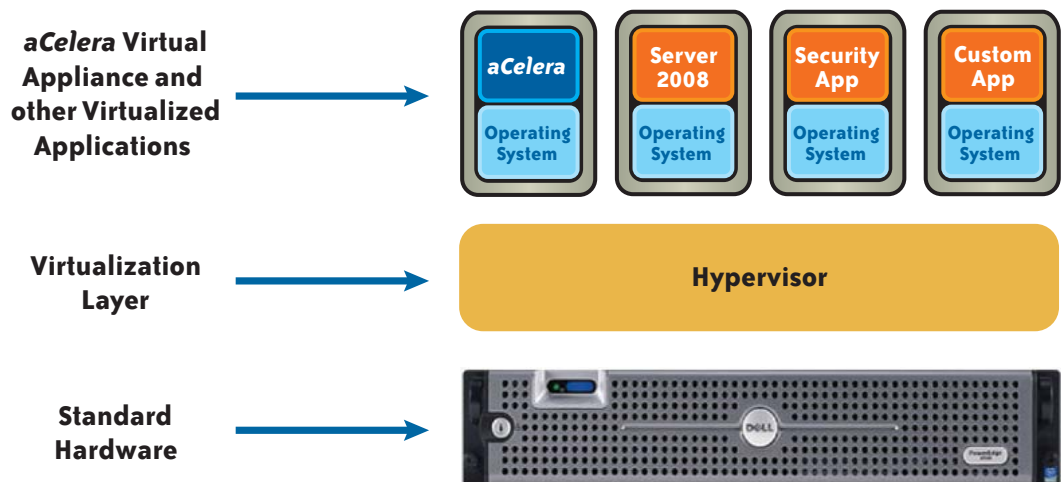 aCelera Virtual
Appliance and
other Virtualized
Applications
aCelera
Operating
System
Server
2008
Operating
System
Security
App
Operating
System
Custom
App
Operating
System
Virtualization
Layer
Hypervisor
Standard
Hardware
DELL
PowerEdge